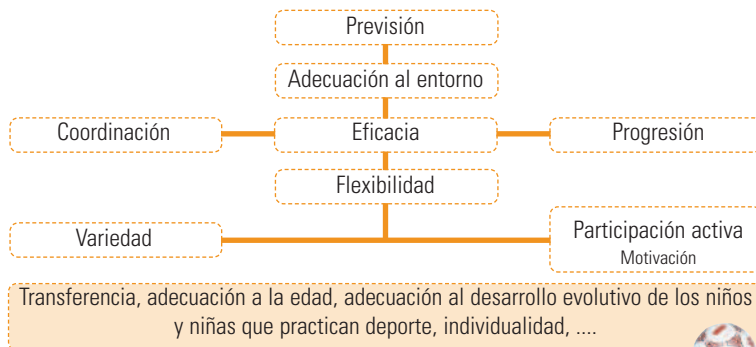 Previsión
Adecuación al entorno
Coordinación
Eficacia
Progresión
Flexibilidad
Variedad
Participación activa
Motivación
Transferencia, adecuación a la edad, adecuación al desarrollo evolutivo de los niños
y niñas que practican deporte, individualidad, ....